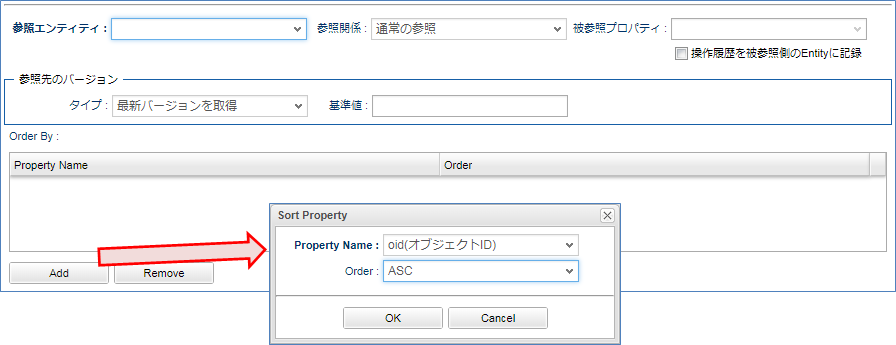 参照エンティティ : 参照関係 : 通常の参照 被参照プロパティ :
操作履歴を被参照側のEntityに記録
参照先のバージョン
タイプ : 最新バージョンを取得 基準値 :
Order By :
Property Name Order
Sort Property
Property Name : oid(オブジェクトID)
Order : ASC
Add Remove
OK Cancel